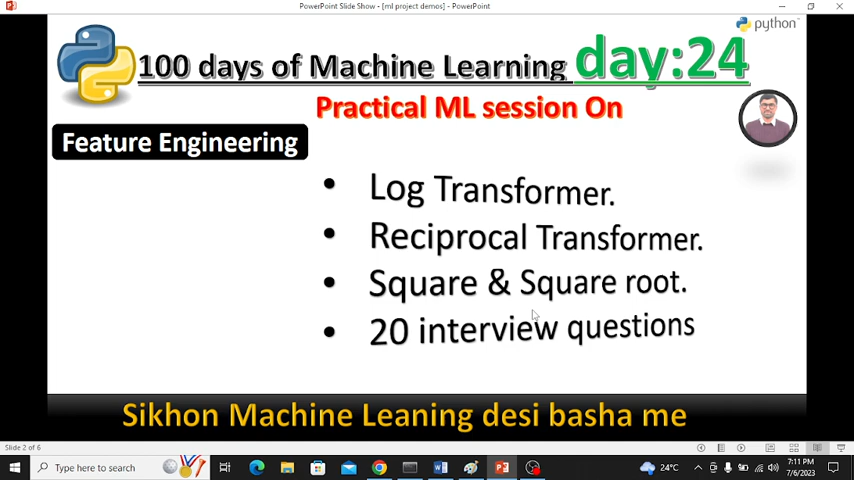 PowerPoint Slide Show - [ml project demos] - PowerPoint
python
100 days of Machine Learning day:24
Practical ML session On
Feature Engineering
• Log Transformer.
• Reciprocal Transformer.
• Square & Square root.
• 20 interview questions
Sikhon Machine Leaning desi basha me
Slide 2 of 6
Type here to search
24°C
7:11 PM
7/6/2023